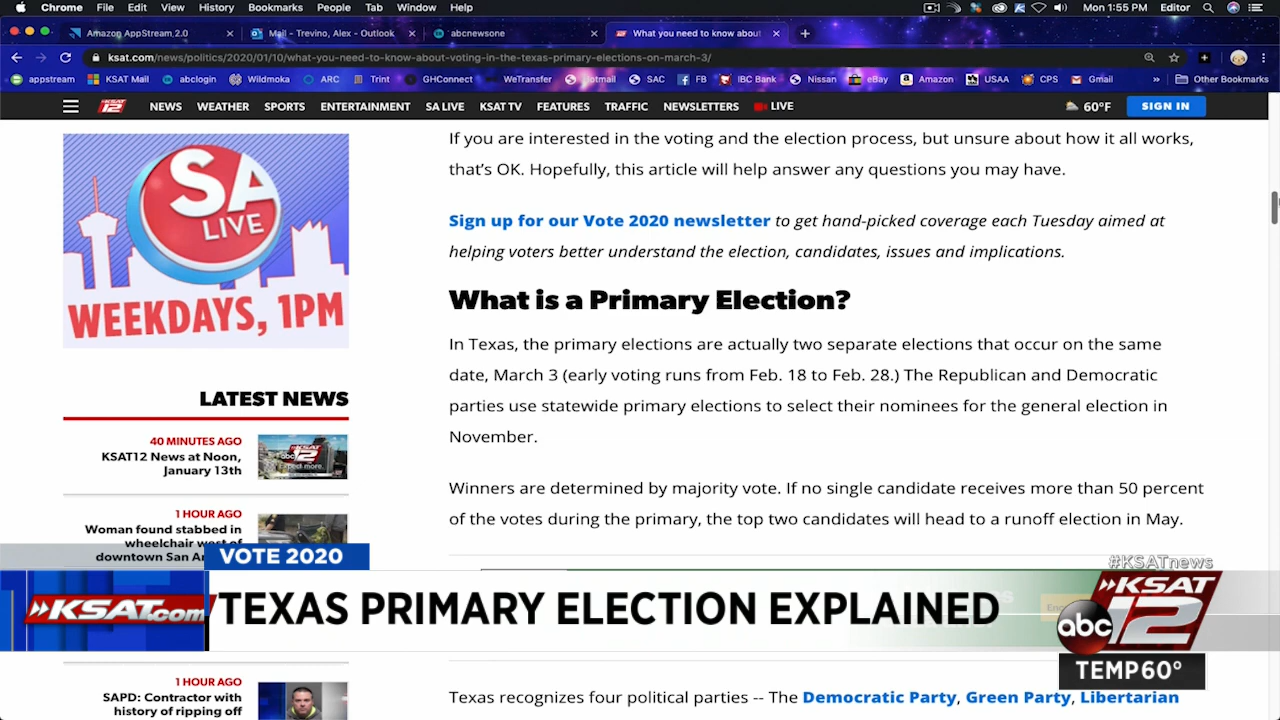 Chrome File Edit View History Bookmarks People Tab Window Help Mon 1:55 PM Editor
Amazon AppStream 2.0 Mail - Trevino, Alex - Outlook abcnewsone What you need to know about
ksat.com/news/politics/2020/01/10/what-you-need-to-know-about-voting-in-the-texas-primary-elections-on-march-3/
appstream KSAT Mail abclogin Wildmoka ARC Trint GHConnect WeTransfer Hotmail SAC FB IBC Bank Nissan eBay Amazon USAA CPS Gmail » Other Bookmarks
KSAT 12 NEWS WEATHER SPORTS ENTERTAINMENT SA LIVE KSAT TV FEATURES TRAFFIC NEWSLETTERS LIVE 60°F SIGN IN
If you are interested in the voting and the election process, but unsure about how it all works,
that's OK. Hopefully, this article will help answer any questions you may have.
SA
LIVE
WEEKDAYS, 1PM
Sign up for our Vote 2020 newsletter to get hand-picked coverage each Tuesday aimed at
helping voters better understand the election, candidates, issues and implications.
What is a Primary Election?
In Texas, the primary elections are actually two separate elections that occur on the same
date, March 3 (early voting runs from Feb. 18 to Feb. 28.) The Republican and Democratic
parties use statewide primary elections to select their nominees for the general election in
November.
Winners are determined by majority vote. If no single candidate receives more than 50 percent
of the votes during the primary, the top two candidates will head to a runoff election in May.
LATEST NEWS
40 MINUTES AGO
KSAT12 News at Noon,
January 13th
1 HOUR AGO
Woman found stabbed in
wheelchair west of
downtown San
VOTE 2020
#KSATnews
KSAT.com
TEXAS PRIMARY ELECTION EXPLAINED
KSAT
abc 12
TEMP 60°
1 HOUR AGO
SAPD: Contractor with
history of ripping off
Texas recognizes four political parties -- The Democratic Party, Green Party, Libertarian